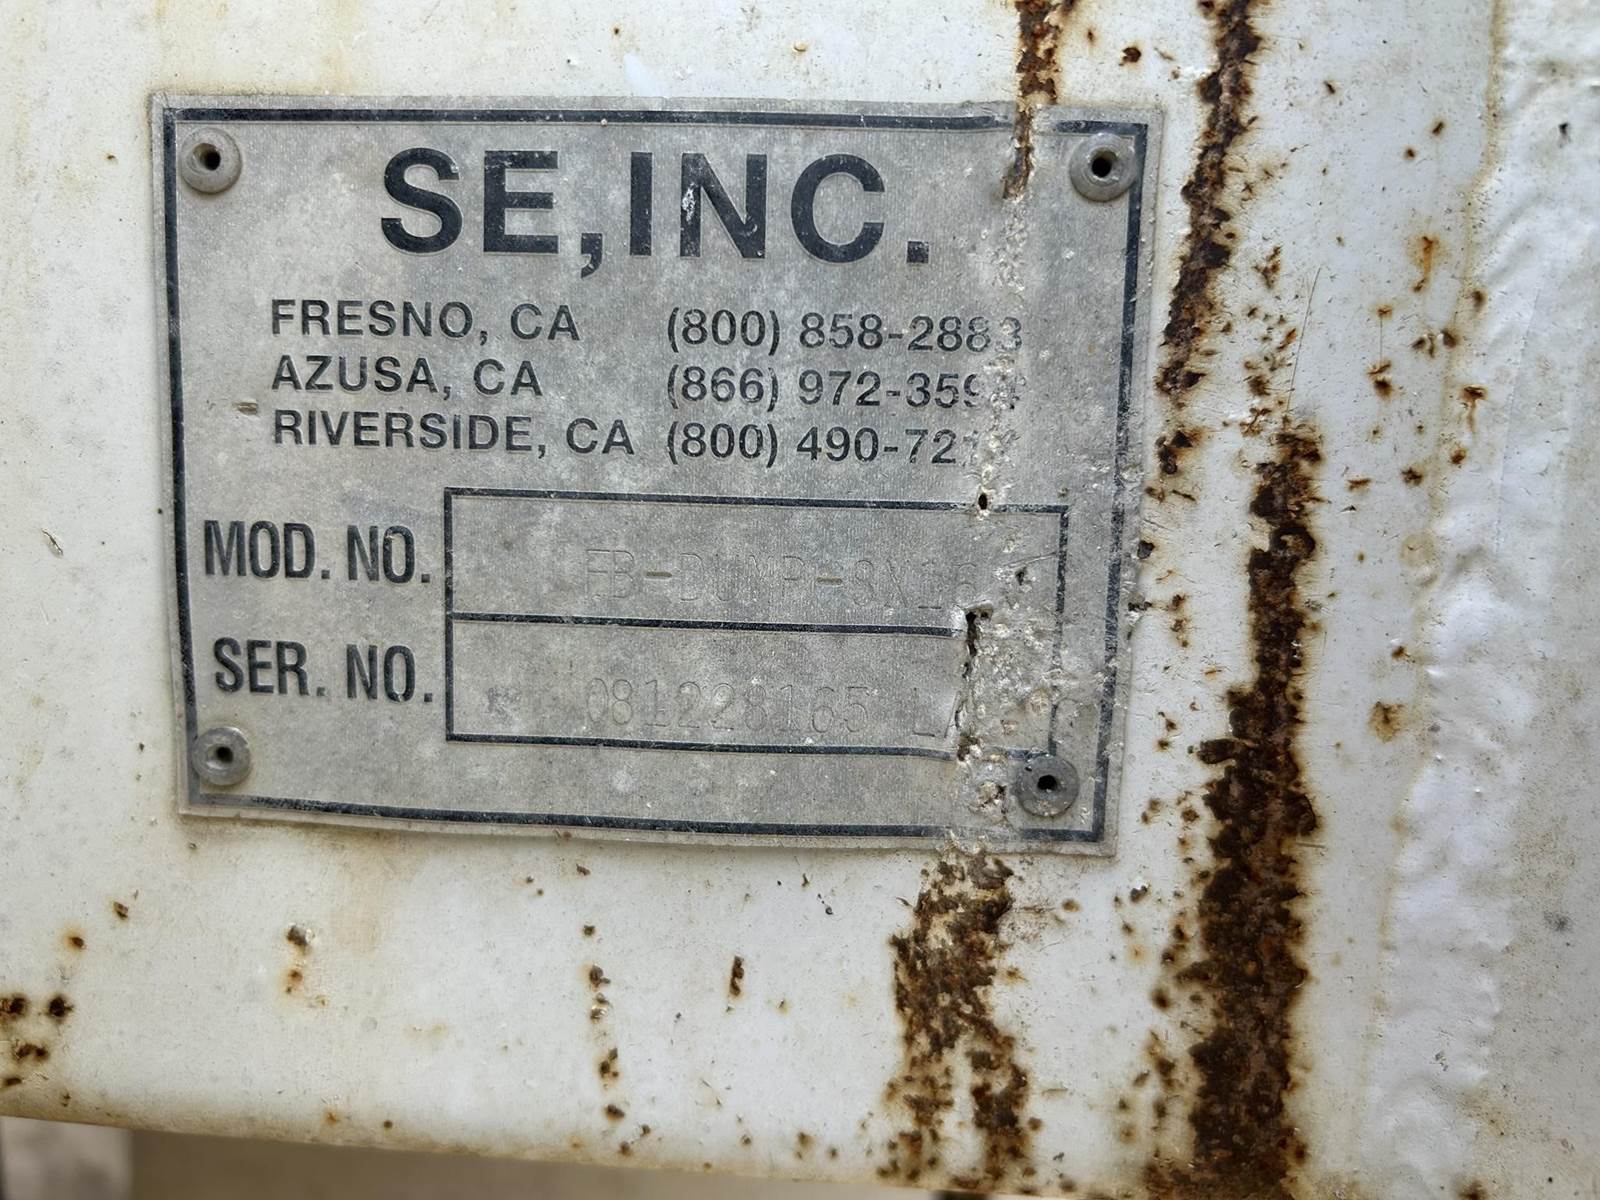 SE,INC.
FRESNO, CA (800) 858-2883
AZUSA, CA (866)
RIVERSIDE, CA (800)
MOD. NO. FB-DUMP-8X16
SER. NO. 081228165